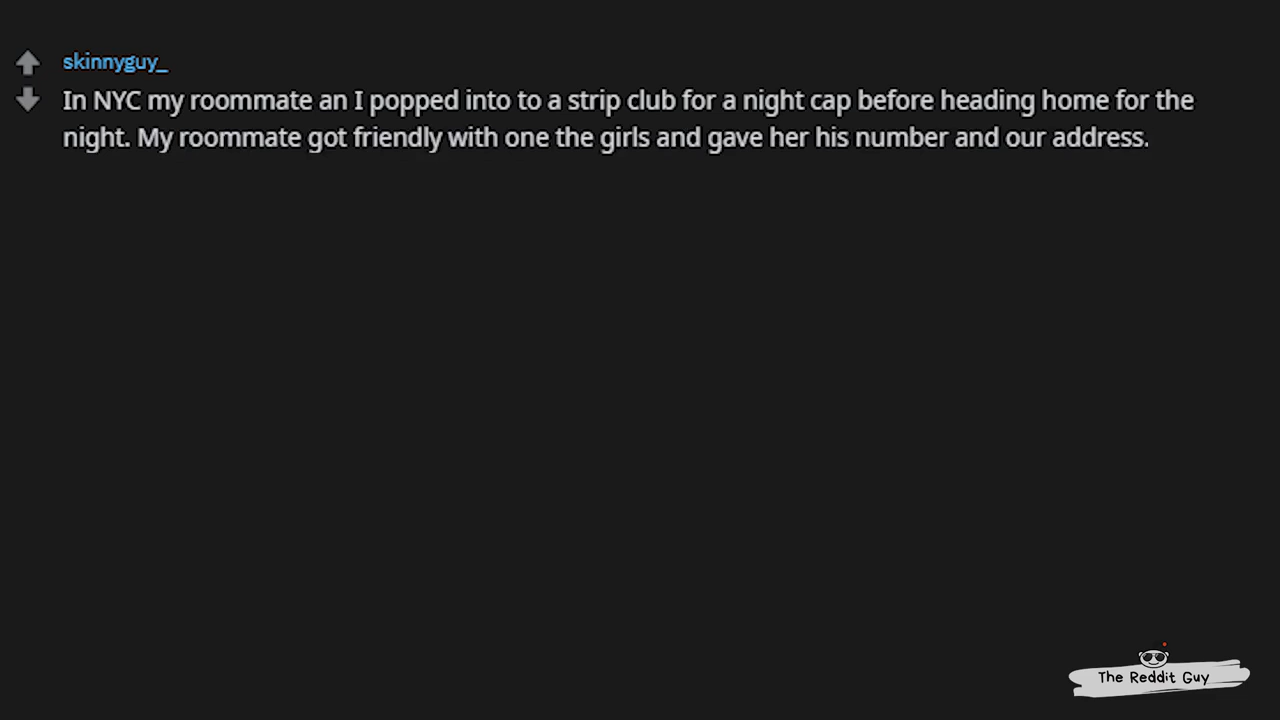 skinnyguy_
In NYC my roommate an I popped into to a strip club for a night cap before heading home for the
night. My roommate got friendly with one the girls and gave her his number and our address.
The Reddit Guy